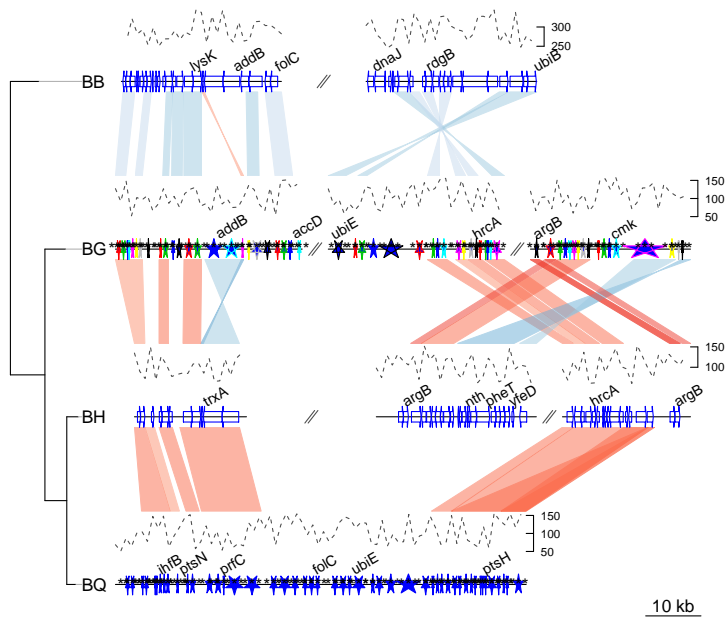 300
250
lysK addB folC dnaJ rdgB ubiB
BB //
150
100
50
addB accD ubiE hrcA argB cmk
BG // //
150
100
trxA argB nth pheT yfeD hrcA argB
BH // //
150
100
50
ihfB ptsN prfC folC ubiE ptsH
BQ
10 kb